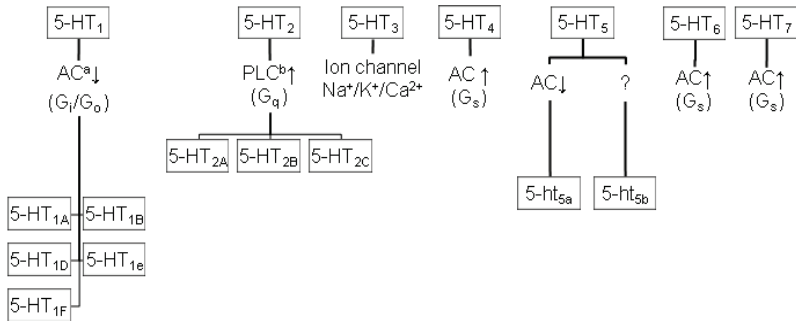 5-HT₁ 5-HT₂ 5-HT₃ 5-HT₄ 5-HT₅ 5-HT₆ 5-HT₇
ACᵃ↓ PLCᵇ↑ Ion channel AC↑ AC↓ ? AC↑ AC↑
(Gᵢ/Gₒ) (G_q) Na⁺/K⁺/Ca²⁺ (Gₛ) (Gₛ) (Gₛ)
5-HT₂A 5-HT₂B 5-HT₂C
5-ht₅ₐ 5-ht₅b
5-HT₁A 5-HT₁B
5-HT₁D 5-HT₁ₑ
5-HT₁F